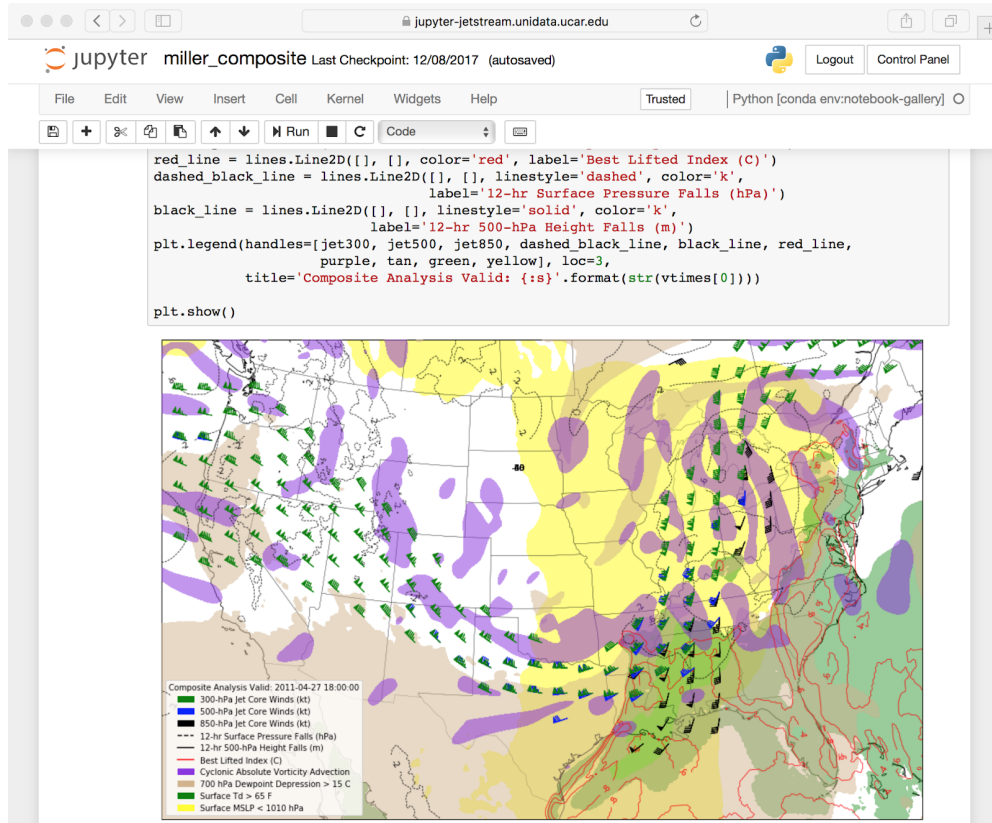 jupyter-jetstream.unidata.ucar.edu
jupyter miller_composite Last Checkpoint: 12/08/2017 (autosaved)
Logout
Control Panel
File Edit View Insert Cell Kernel Widgets Help
Trusted
Python [conda env:notebook-gallery]
Run
Code
red_line = lines.Line2D([], [], color='red', label='Best Lifted Index (C)')
dashed_black_line = lines.Line2D([], [], linestyle='dashed', color='k',
label='12-hr Surface Pressure Falls (hPa)')
black_line = lines.Line2D([], [], linestyle='solid', color='k',
label='12-hr 500-hPa Height Falls (m)')
plt.legend(handles=[jet300, jet500, jet850, dashed_black_line, black_line, red_line,
purple, tan, green, yellow], loc=3,
title='Composite Analysis Valid: {:s}'.format(str(vtimes[0])))
plt.show()
Composite Analysis Valid: 2011-04-27 18:00:00
300-hPa Jet Core Winds (kt)
500-hPa Jet Core Winds (kt)
850-hPa Jet Core Winds (kt)
12-hr Surface Pressure Falls (hPa)
12-hr 500-hPa Height Falls (m)
Best Lifted Index (C)
Cyclonic Absolute Vorticity Advection
700 hPa Dewpoint Depression > 15 C
Surface Td > 65 F
Surface MSLP < 1010 hPa